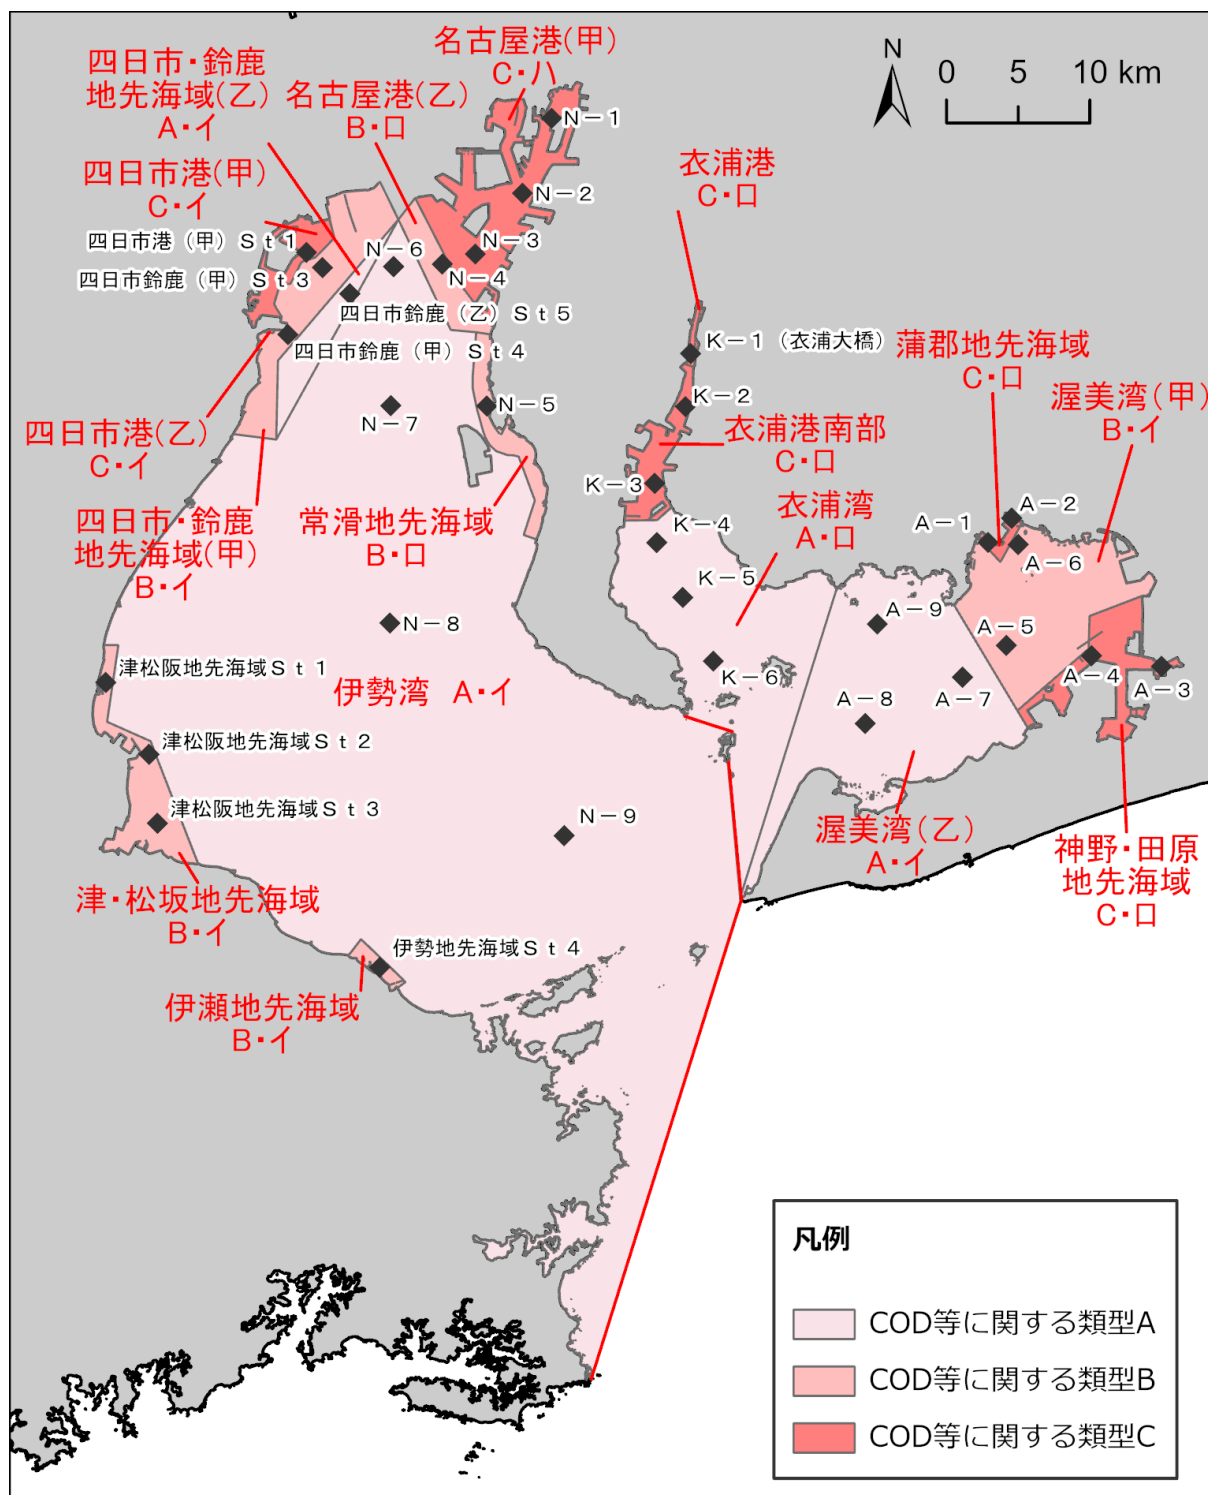 名古屋港(甲)
C・ハ
四日市・鈴鹿
地先海域(乙)
A・イ
名古屋港(乙)
B・ロ
N
0 5 10 km
N－1
四日市港(甲)
C・イ
衣浦港
C・ロ
N－2
四日市港（甲）Ｓｔ1
N－6
N－3
N－4
四日市鈴鹿（甲）Ｓｔ3
四日市鈴鹿（乙）Ｓｔ5
四日市鈴鹿（甲）Ｓｔ4
K－1（衣浦大橋）
蒲郡地先海域
C・ロ
渥美湾(甲)
B・イ
N－5
N－7
K－2
四日市港(乙)
C・イ
衣浦港南部
C・ロ
K－3
四日市・鈴鹿
地先海域(甲)
B・イ
常滑地先海域
B・ロ
衣浦湾
A・ロ
K－4
A－2
A－1
A－6
K－5
N－8
A－9
A－5
津松阪地先海域Ｓｔ1
K－6
A－4
A－3
A－7
伊勢湾 A・イ
A－8
津松阪地先海域Ｓｔ2
津松阪地先海域Ｓｔ3
N－9
渥美湾(乙)
A・イ
神野・田原
地先海域
C・ロ
津・松坂地先海域
B・イ
伊勢地先海域Ｓｔ4
伊瀬地先海域
B・イ
凡例
COD等に関する類型A
COD等に関する類型B
COD等に関する類型C